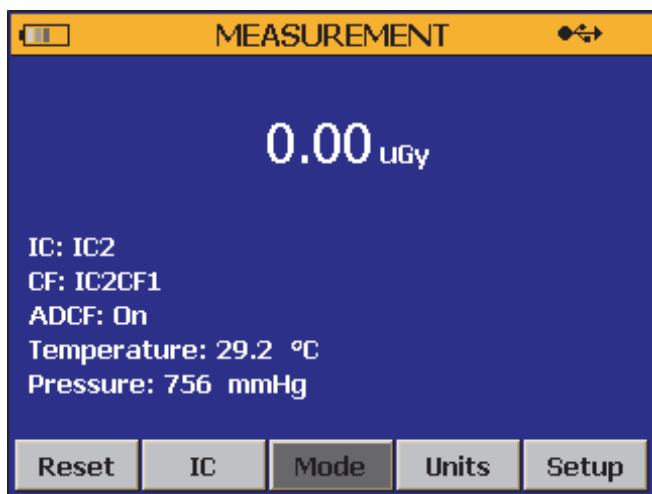 MEASUREMENT
0.00 uGy
IC: IC2
CF: IC2CF1
ADCF: On
Temperature: 29.2 ºC
Pressure: 756 mmHg
Reset IC Mode Units Setup